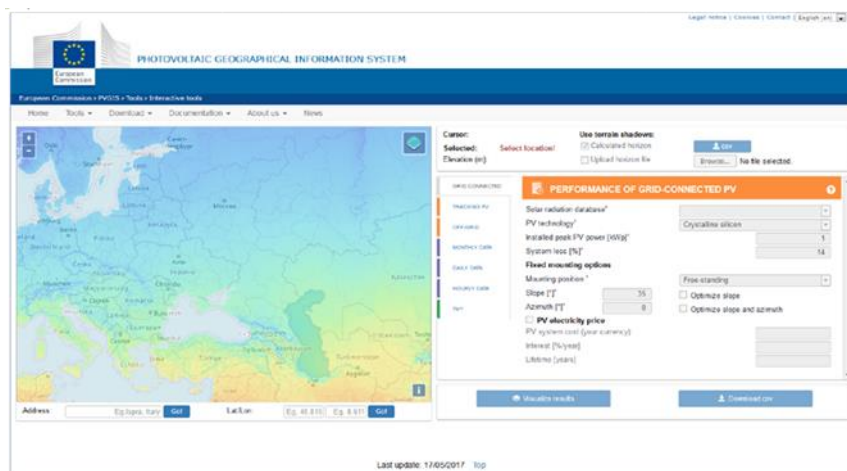 Legal notice | Cookies | Contact | English (en)
European
Commission
PHOTOVOLTAIC GEOGRAPHICAL INFORMATION SYSTEM
European Commission > PVGIS > Tools > Interactive tools
Home Tools Download Documentation About us News
Cursor:
Selected: Select location!
Elevation (m):
Use terrain shadows:
Calculated horizon
csv
Upload horizon file
Browse... No file selected.
GRID CONNECTED
TRACKING PV
OFF-GRID
MONTHLY DATA
DAILY DATA
HOURLY DATA
TMY
PERFORMANCE OF GRID-CONNECTED PV
Solar radiation database*
PV technology* Crystalline silicon
Installed peak PV power [kWp]* 1
System loss [%]* 14
Fixed mounting options
Mounting position * Free-standing
Slope [°]* 35 Optimize slope
Azimuth [°]* 0 Optimize slope and azimuth
PV electricity price
PV system cost (your currency)
Interest [%/year]
Lifetime [years]
Visualize results
Download csv
Address: Eg. Ispra, Italy Go!
Lat/Lon: Go!
Last update: 17/05/2017 Top